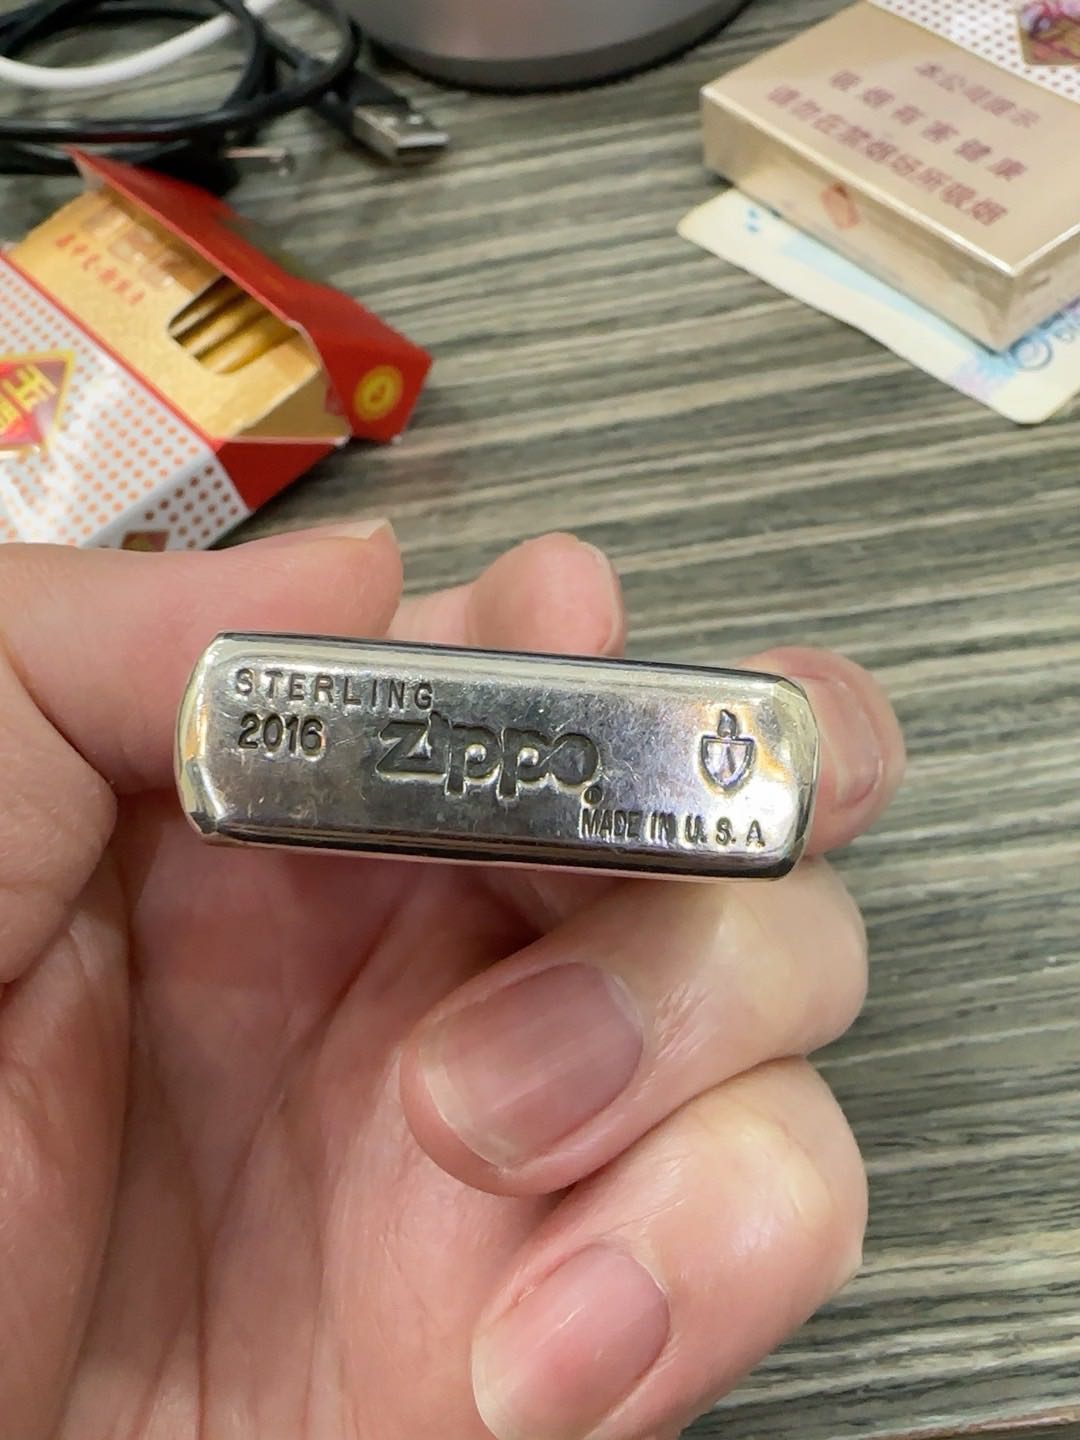 本公司提示
吸烟有害健康
请勿在禁烟场所吸烟
王
STERLING
2016
zippo
MADE IN U.S.A